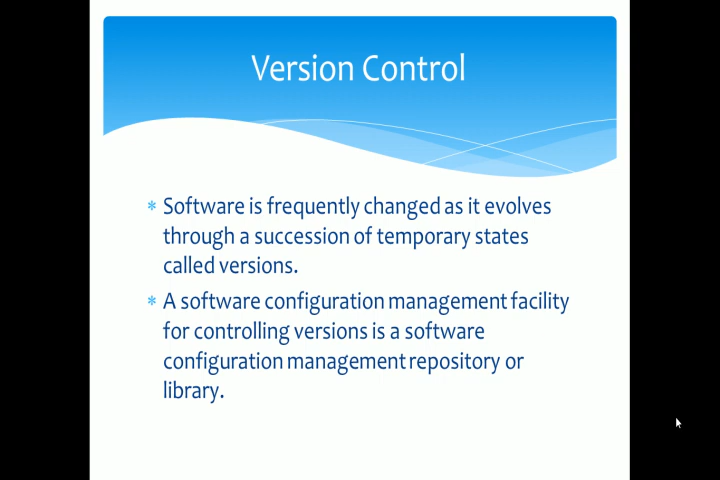 Version Control
* Software is frequently changed as it evolves
through a succession of temporary states
called versions.
* A software configuration management facility
for controlling versions is a software
configuration management repository or
library.